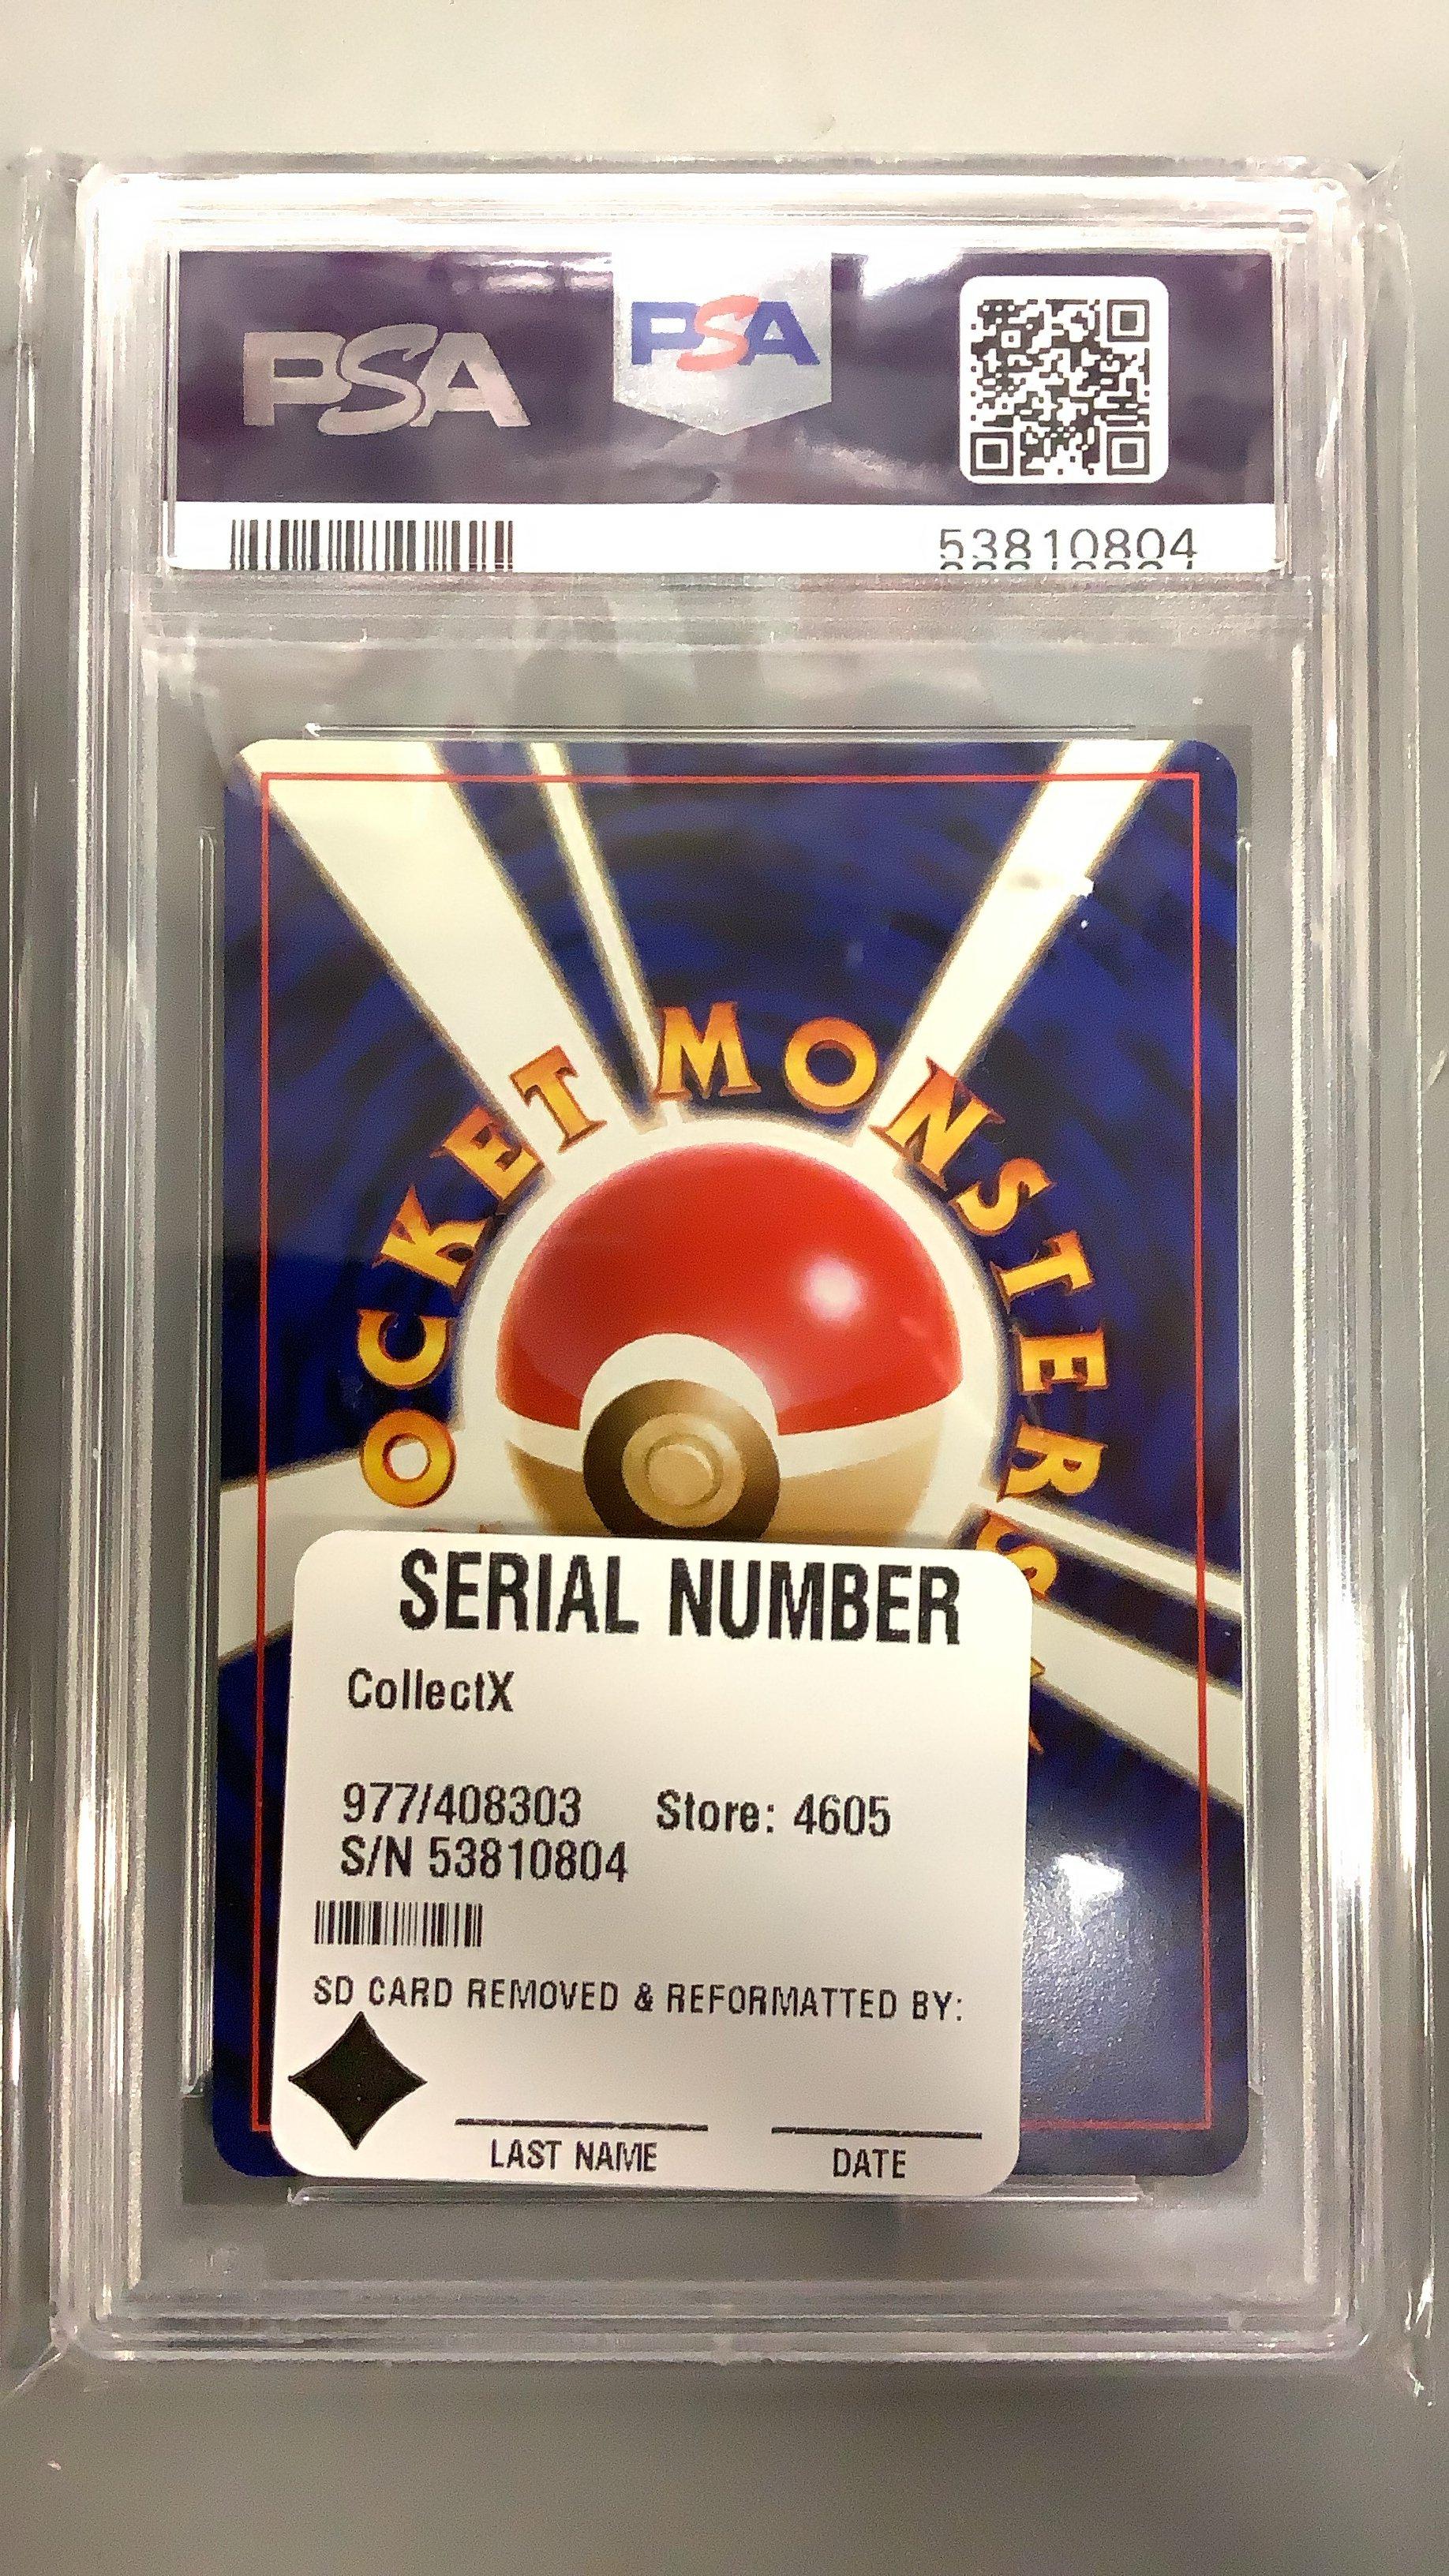 PSA
PSA
53810804
OCKET MONSTERS
SERIAL NUMBER
CollectX
977/408303 Store: 4605
S/N 53810804
SD CARD REMOVED & REFORMATTED BY:
LAST NAME DATE